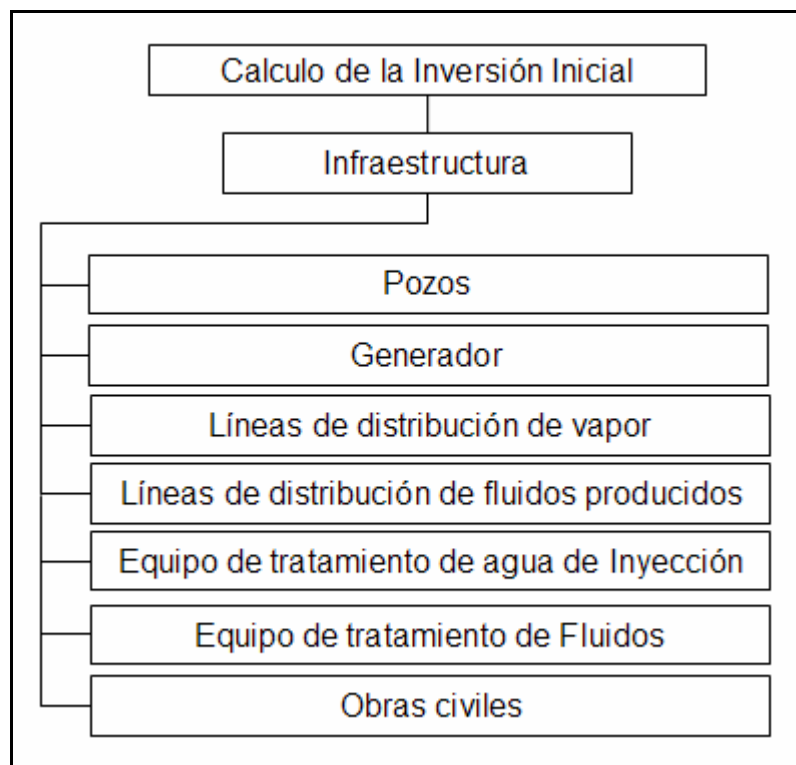 Calculo de la Inversión Inicial
Infraestructura
Pozos
Generador
Líneas de distribución de vapor
Líneas de distribución de fluidos producidos
Equipo de tratamiento de agua de Inyección
Equipo de tratamiento de Fluidos
Obras civiles